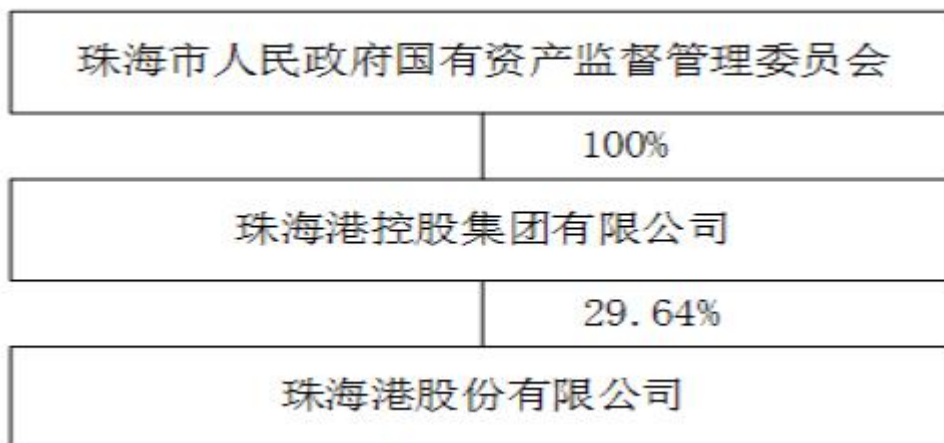 珠海市人民政府国有资产监督管理委员会
100%
珠海港控股集团有限公司
29.64%
珠海港股份有限公司